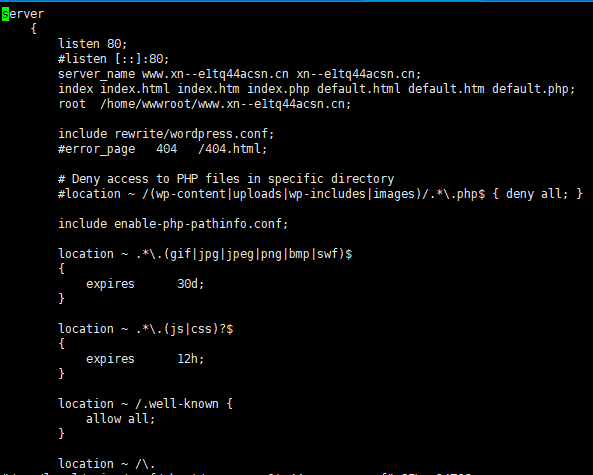 server
{
listen 80;
#listen [::]:80;
server_name www.xn--e1tq44acsn.cn xn--e1tq44acsn.cn;
index index.html index.htm index.php default.html default.htm default.php;
root  /home/wwwroot/www.xn--e1tq44acsn.cn;
include rewrite/wordpress.conf;
#error_page   404   /404.html;
# Deny access to PHP files in specific directory
#location ~ /(wp-content|uploads|wp-includes|images)/.*\.php$ { deny all; }
include enable-php-pathinfo.conf;
location ~ .*\.(gif|jpg|jpeg|png|bmp|swf)$
{
expires      30d;
}
location ~ .*\.(js|css)?$
{
expires      12h;
}
location ~ /.well-known {
allow all;
}
location ~ /\.